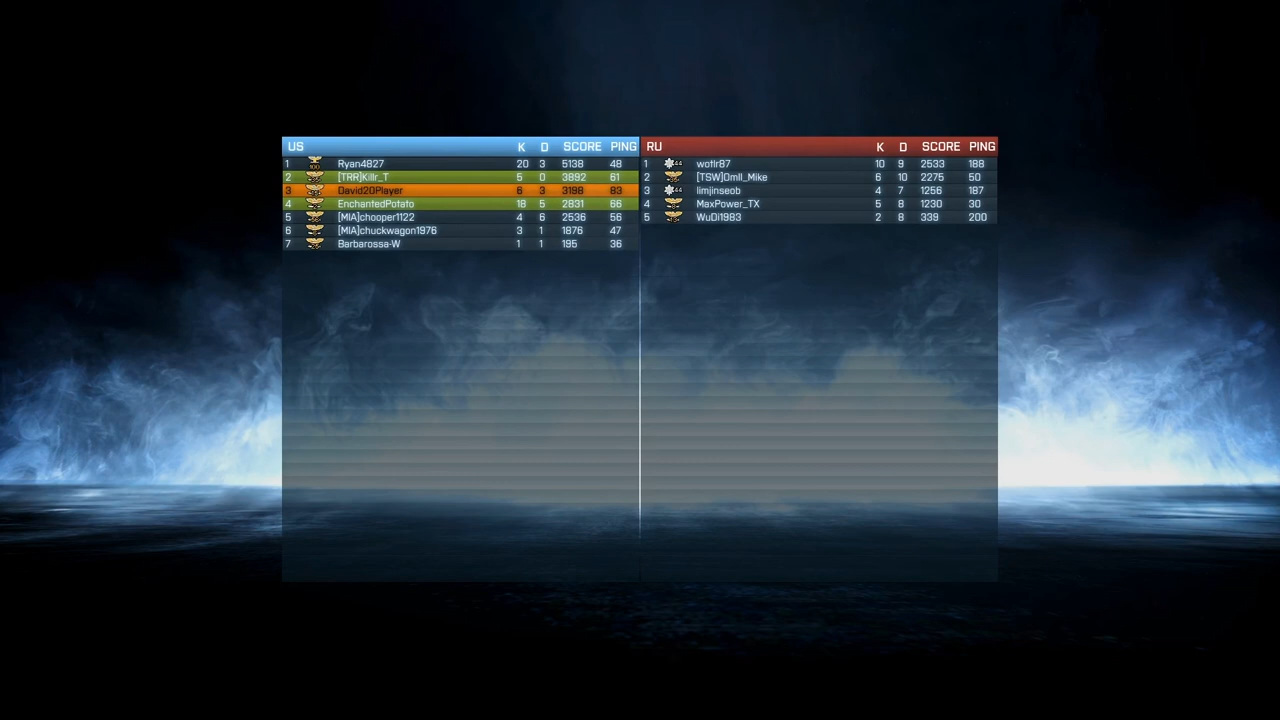 US K D SCORE PING
1 Ryan4827 20 3 5138 48
2 [TRR]Killr_T 5 0 3892 61
3 David20Player 6 3 3198 83
4 EnchantedPotato 18 5 2831 66
5 [MIA]chooper1122 4 6 2536 56
6 [MIA]chuckwagon1976 3 1 1876 47
7 Barbarossa-W 1 1 195 36
RU K D SCORE PING
1 44 wotlr87 10 9 2533 188
2 [TSW]Omll_Mike 6 10 2275 50
3 44 limjinseob 4 7 1256 187
4 MaxPower_TX 5 8 1230 30
5 WuDi1983 2 8 339 200